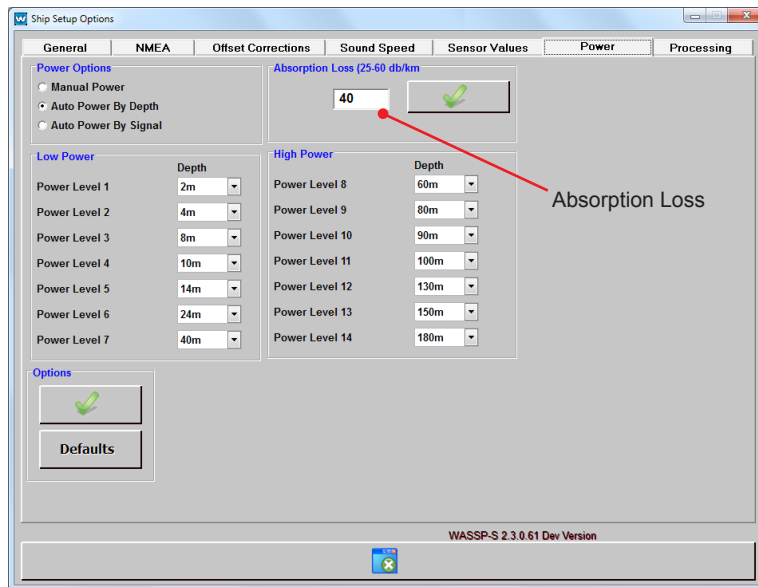 Ship Setup Options
General NMEA Offset Corrections Sound Speed Sensor Values Power Processing
Power Options
Manual Power
Auto Power By Depth
Auto Power By Signal
Absorption Loss (25-60 db/km
40
Absorption Loss
Low Power
Depth
Power Level 1 2m
Power Level 2 4m
Power Level 3 8m
Power Level 4 10m
Power Level 5 14m
Power Level 6 24m
Power Level 7 40m
High Power
Depth
Power Level 8 60m
Power Level 9 80m
Power Level 10 90m
Power Level 11 100m
Power Level 12 130m
Power Level 13 150m
Power Level 14 180m
Options
Defaults
WASSP-S 2.3.0.61 Dev Version